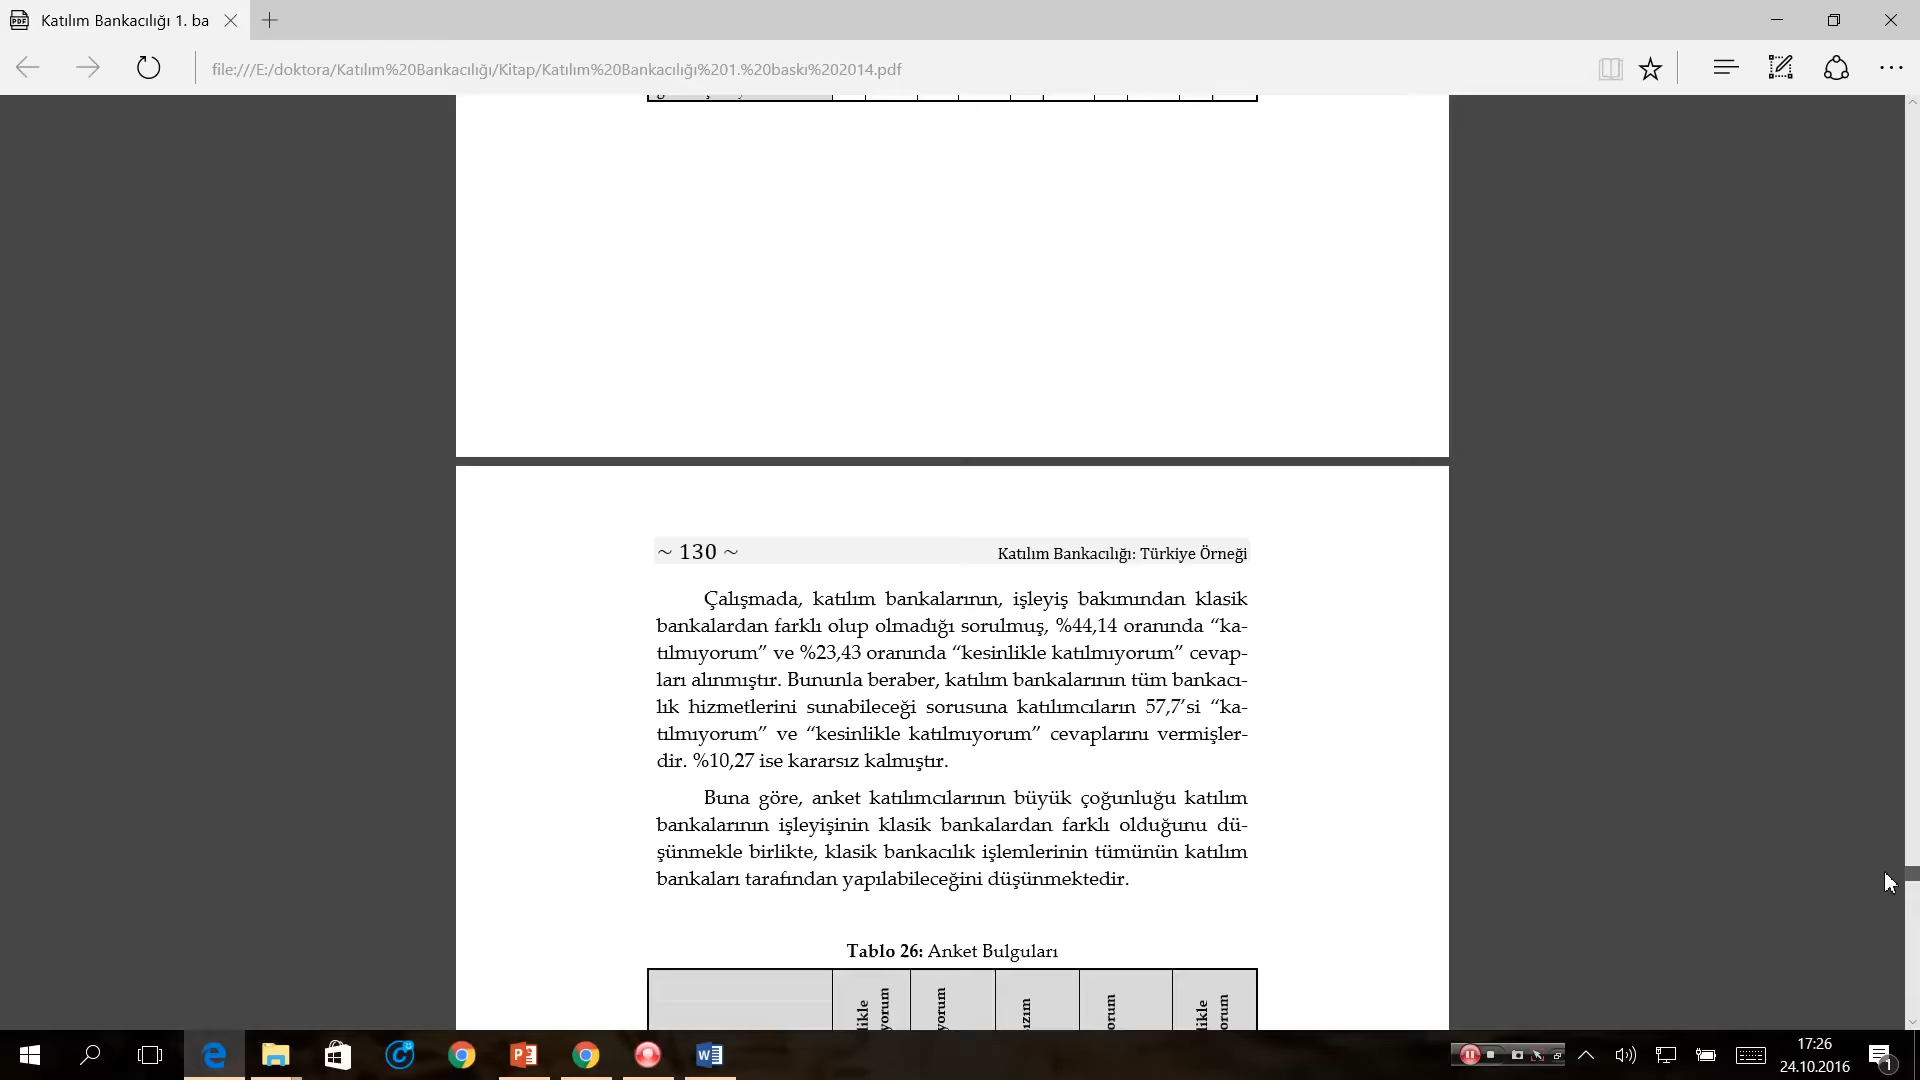 Katılım Bankacılığı 1. ba
file:///E:/doktora/Katılım%20Bankacılığı/Kitap/Katılım%20Bankacılığı%201.%20baskı%202014.pdf
~ 130 ~ Katılım Bankacılığı: Türkiye Örneği
Çalışmada, katılım bankalarının, işleyiş bakımından klasik
bankalardan farklı olup olmadığı sorulmuş, %44,14 oranında “ka-
tılmıyorum” ve %23,43 oranında “kesinlikle katılmıyorum” cevap-
ları alınmıştır. Bununla beraber, katılım bankalarının tüm bankacı-
lık hizmetlerini sunabileceği sorusuna katılımcıların 57,7’si “ka-
tılmıyorum” ve “kesinlikle katılmıyorum” cevaplarını vermişler-
dir. %10,27 ise kararsız kalmıştır.
Buna göre, anket katılımcılarının büyük çoğunluğu katılım
bankalarının işleyişinin klasik bankalardan farklı olduğunu dü-
şünmekle birlikte, klasik bankacılık işlemlerinin tümünün katılım
bankaları tarafından yapılabileceğini düşünmektedir.
Tablo 26: Anket Bulguları
17:26
24.10.2016
1